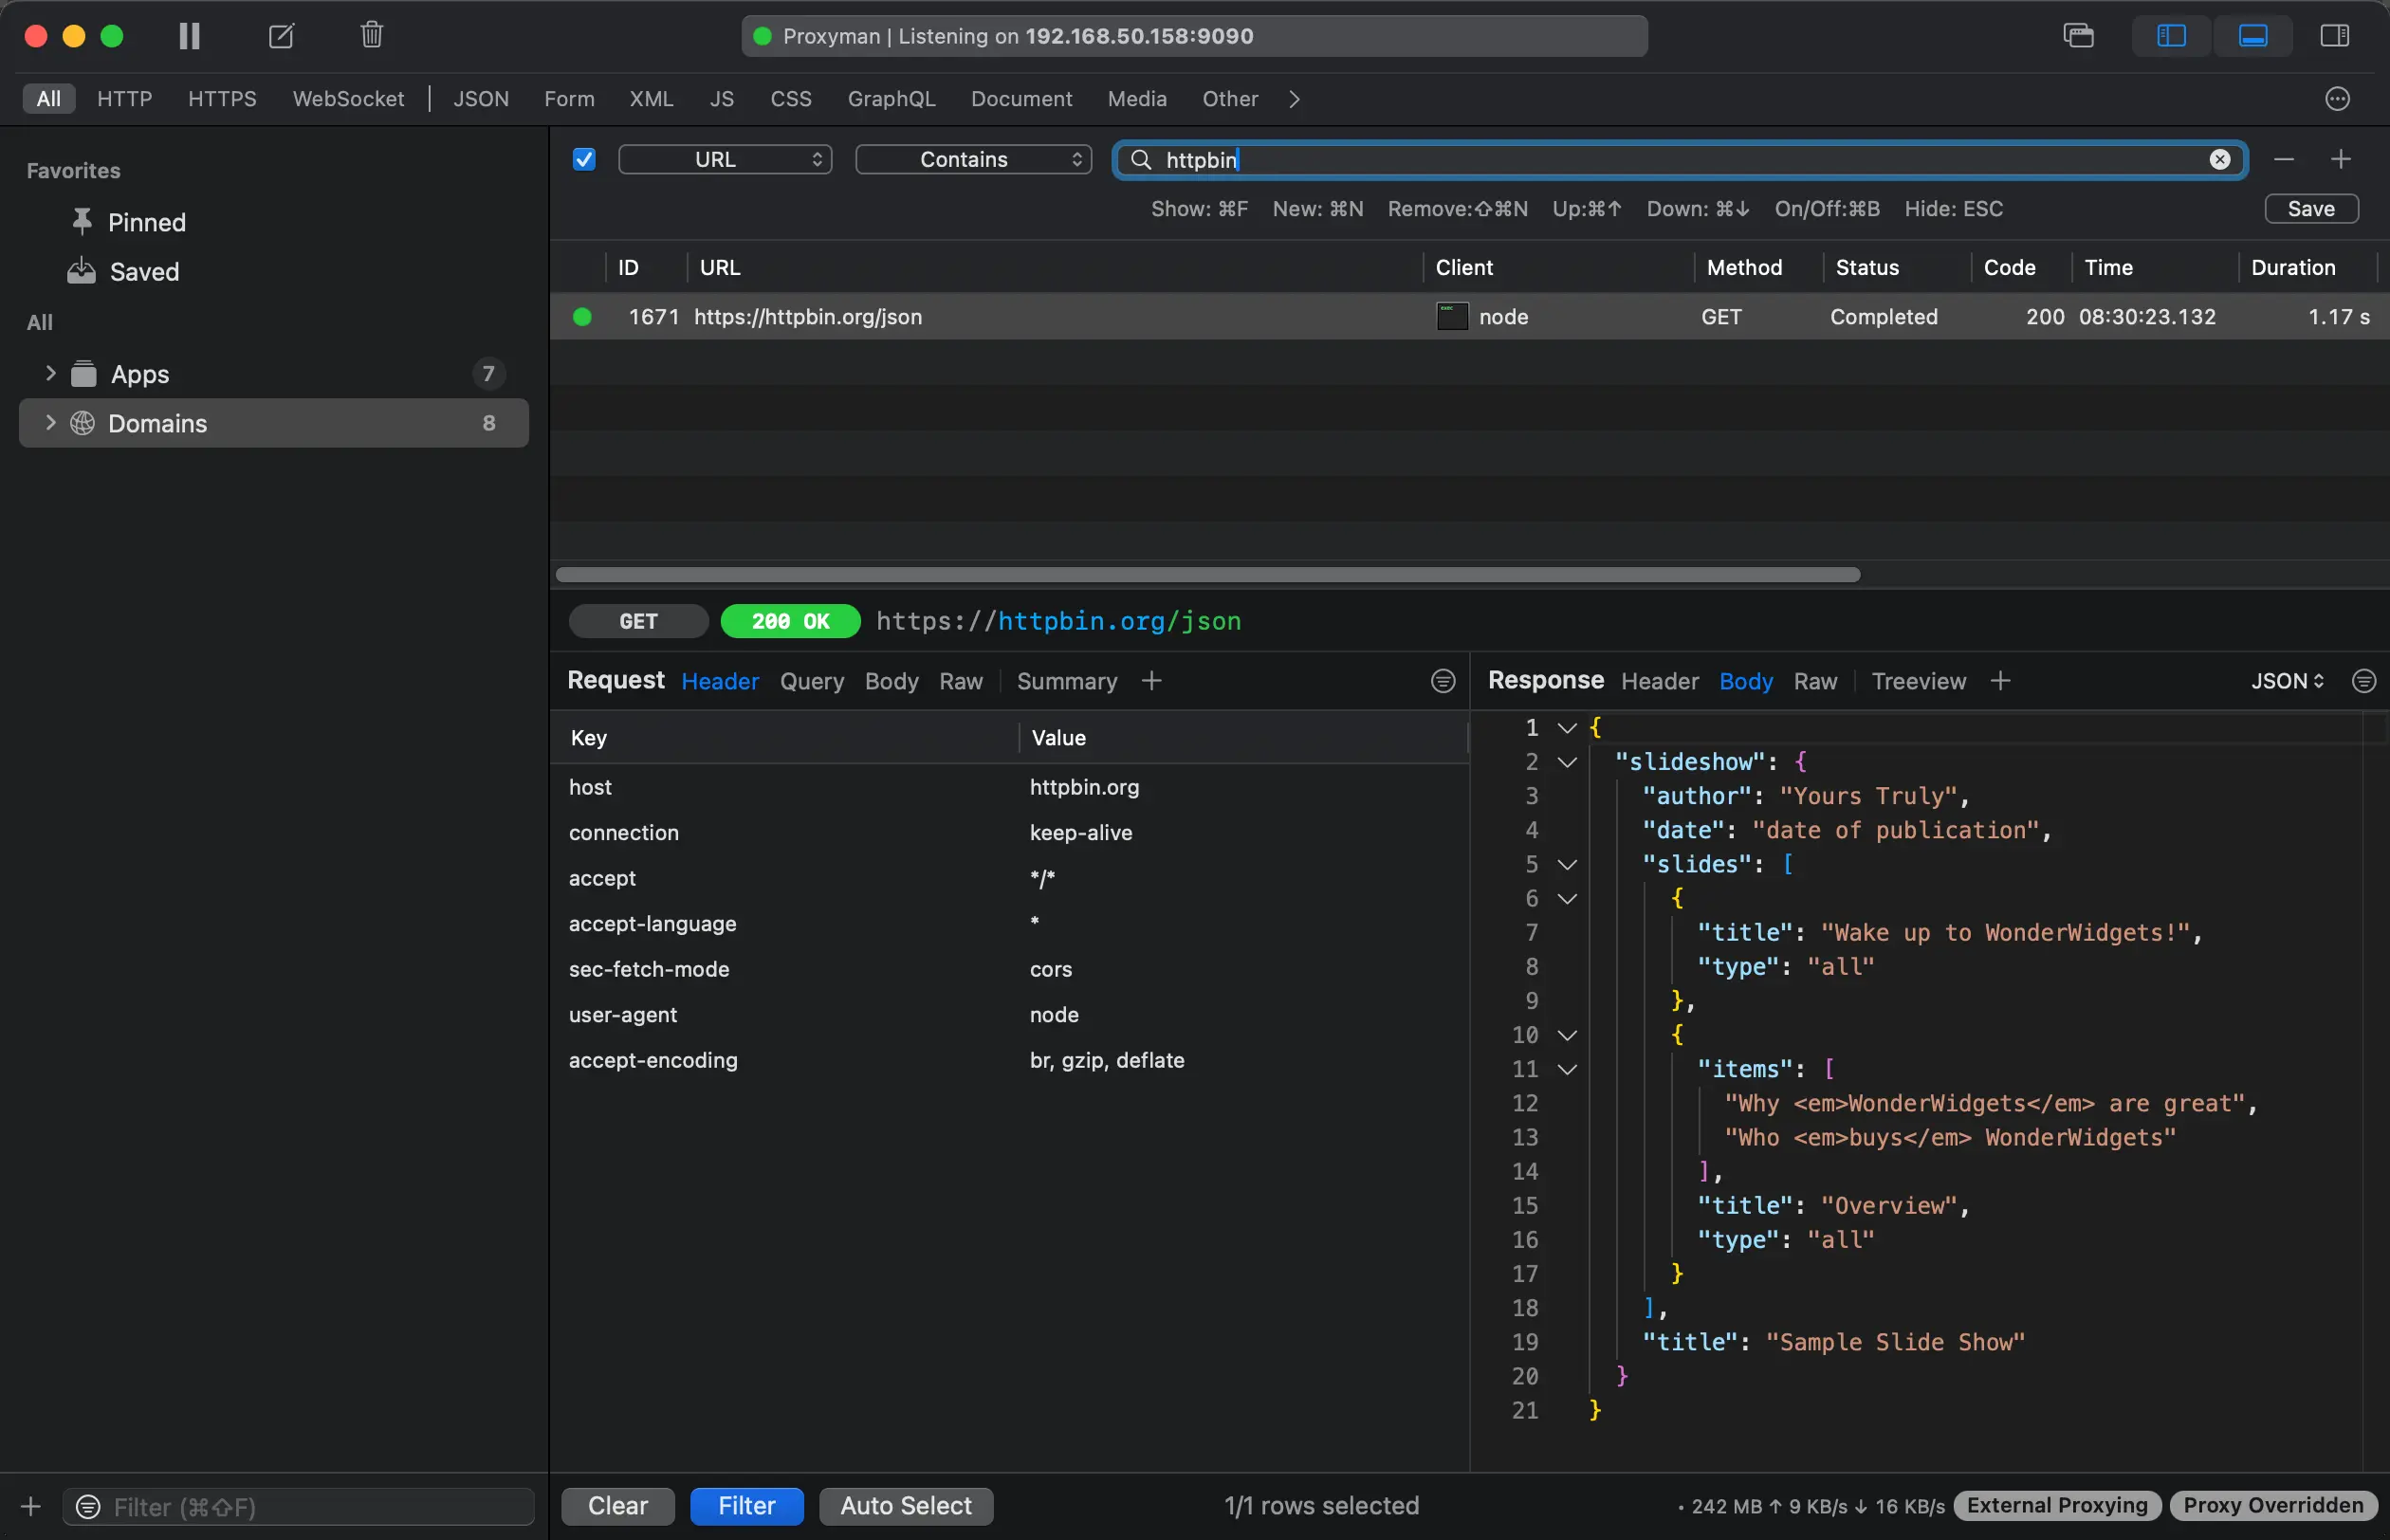 Proxyman | Listening on 192.168.50.158:9090
All HTTP HTTPS WebSocket JSON Form XML JS CSS GraphQL Document Media Other
Favorites
Pinned
Saved
All
Apps 7
Domains 8
URL Contains httpbin
Show: ⌘F New: ⌘N Remove:⇧⌘N Up:⌘↑ Down: ⌘↓ On/Off:⌘B Hide: ESC Save
ID URL Client Method Status Code Time Duration
1671 https://httpbin.org/json node GET Completed 200 08:30:23.132 1.17 s
GET 200 OK https://httpbin.org/json
Request Header Query Body Raw Summary +
Key Value
host httpbin.org
connection keep-alive
accept */*
accept-language *
sec-fetch-mode cors
user-agent node
accept-encoding br, gzip, deflate
Response Header Body Raw Treeview + JSON
1 {
2 "slideshow": {
3 "author": "Yours Truly",
4 "date": "date of publication",
5 "slides": [
6 {
7 "title": "Wake up to WonderWidgets!",
8 "type": "all"
9 },
10 {
11 "items": [
12 "Why <em>WonderWidgets</em> are great",
13 "Who <em>buys</em> WonderWidgets"
14 ],
15 "title": "Overview",
16 "type": "all"
17 }
18 ],
19 "title": "Sample Slide Show"
20 }
21 }
+ Filter (⌘⇧F)
Clear Filter Auto Select 1/1 rows selected • 242 MB ↑ 9 KB/s ↓ 16 KB/s External Proxying Proxy Overridden